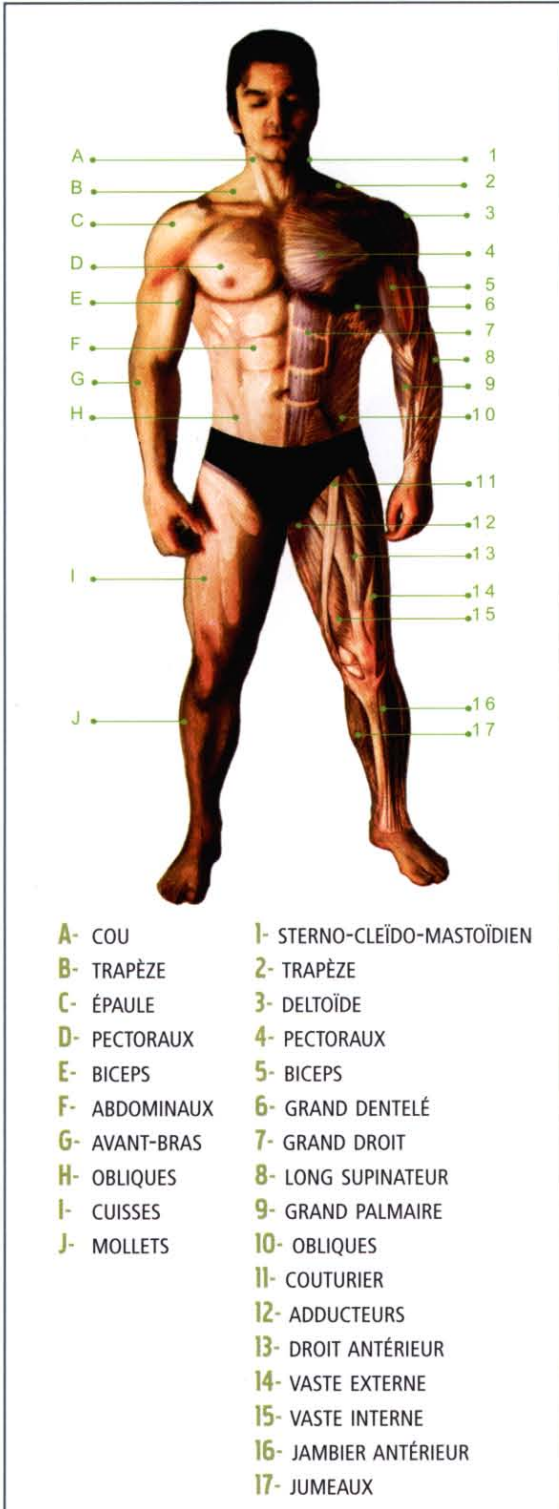 A 1
B 2
C 3
D 4
E 5
6
F 7
8
G 9
H 10
11
12
13
I 14
15
16
J 17
A- COU 1- STERNO-CLEÏDO-MASTOÏDIEN
B- TRAPÈZE 2- TRAPÈZE
C- ÉPAULE 3- DELTOÏDE
D- PECTORAUX 4- PECTORAUX
E- BICEPS 5- BICEPS
F- ABDOMINAUX 6- GRAND DENTELÉ
G- AVANT-BRAS 7- GRAND DROIT
H- OBLIQUES 8- LONG SUPINATEUR
I- CUISSES 9- GRAND PALMAIRE
J- MOLLETS 10- OBLIQUES
11- COUTURIER
12- ADDUCTEURS
13- DROIT ANTÉRIEUR
14- VASTE EXTERNE
15- VASTE INTERNE
16- JAMBIER ANTÉRIEUR
17- JUMEAUX